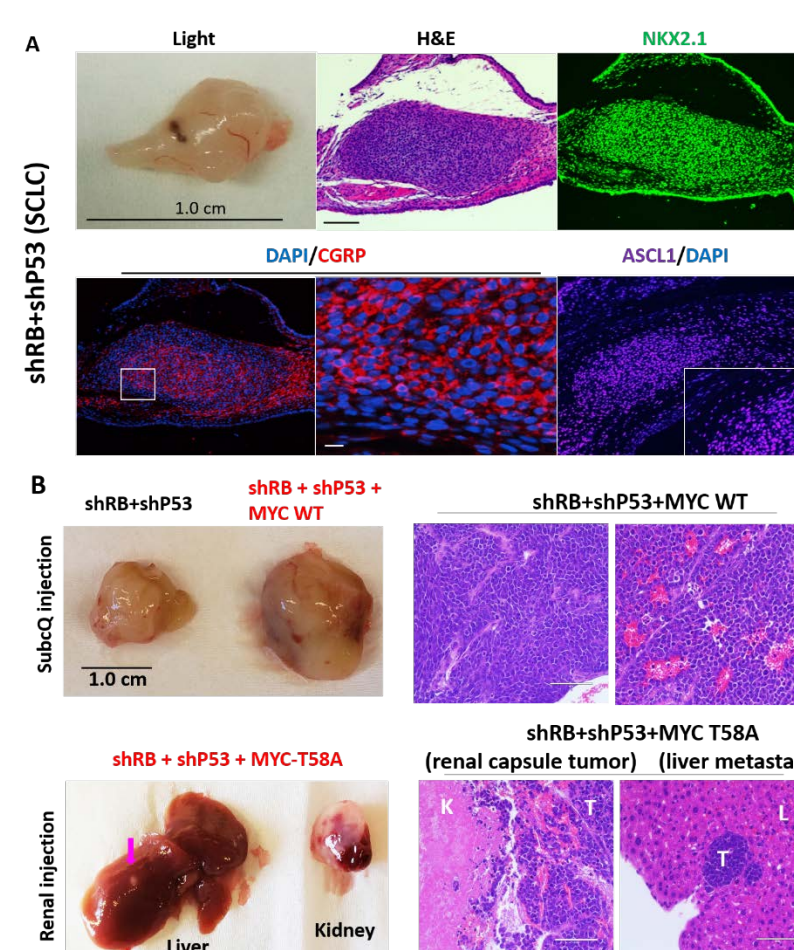 A
Light
H&E
NKX2.1
shRB+shP53 (SCLC)
1.0 cm
DAPI/CGRP
ASCL1/DAPI
B
shRB+shP53
shRB + shP53 +
MYC WT
shRB+shP53+MYC WT
SubcQ injection
1.0 cm
shRB + shP53 + MYC-T58A
shRB+shP53+MYC T58A
(renal capsule tumor) (liver metasta
Renal injection
K
T
L
T
Liver
Kidney